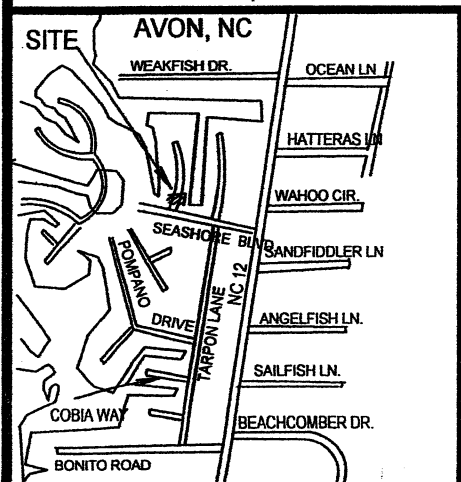 AVON, NC
SITE
WEAKFISH DR.
OCEAN LN
HATTERAS LN
WAHOO CIR.
SEASHORE BLVD
SANDFIDDLER LN
POMPANO
DRIVE
TARPON LANE
NC 12
ANGELFISH LN.
SAILFISH LN.
COBIA WAY
BEACHCOMBER DR.
BONITO ROAD